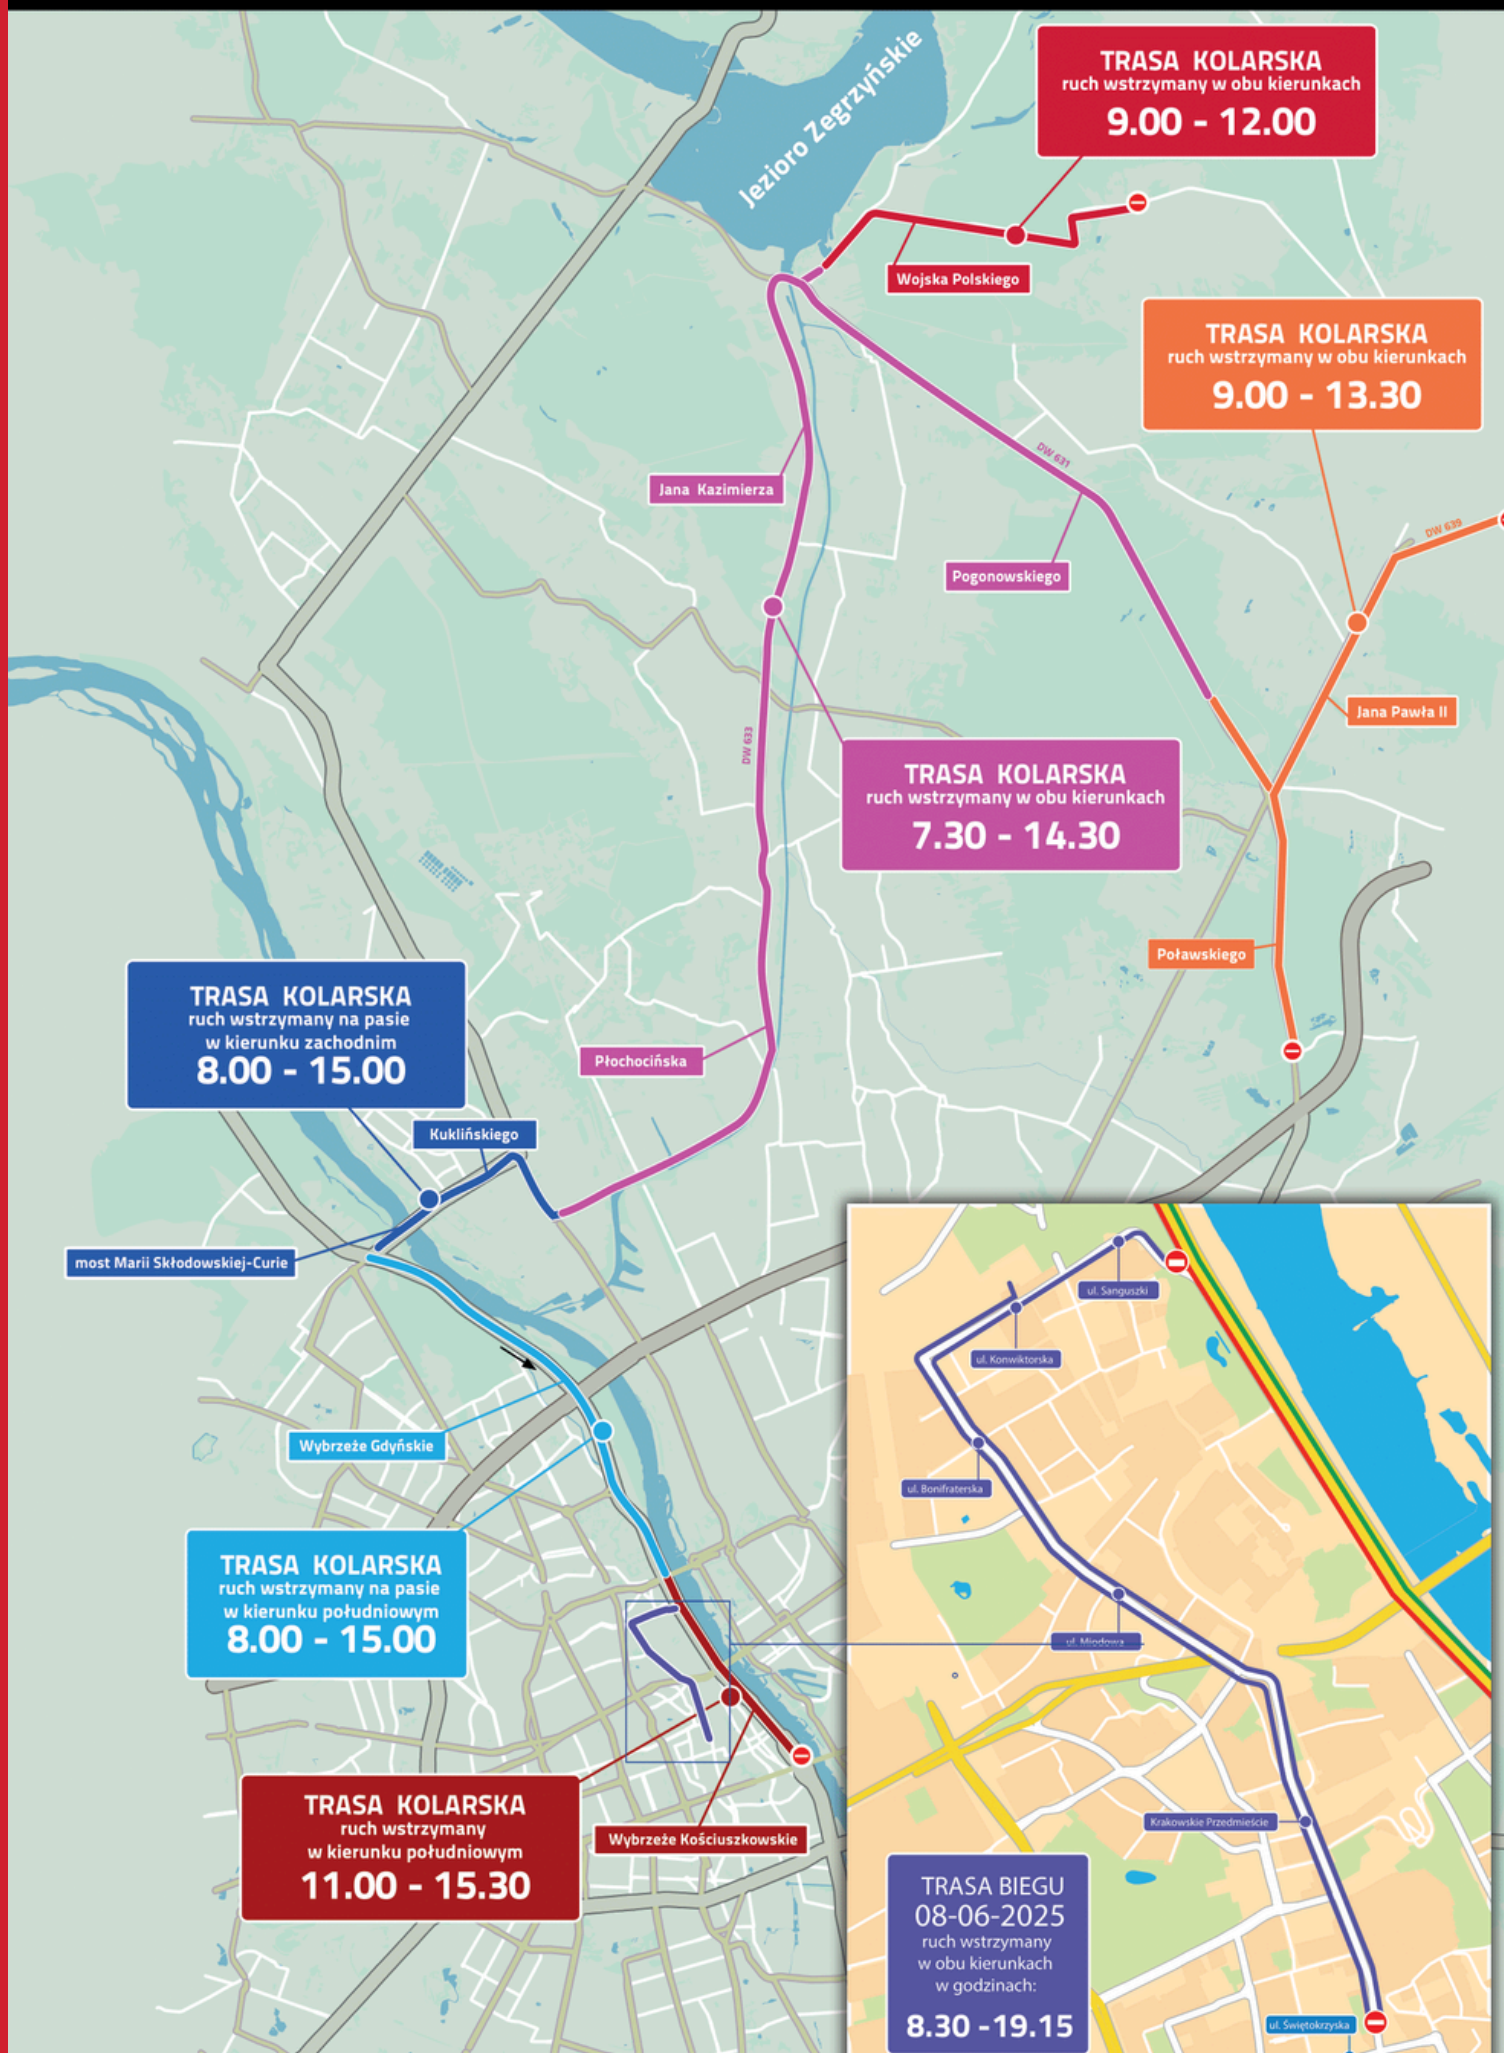 Jezioro Zegrzyńskie
TRASA KOLARSKA
ruch wstrzymany w obu kierunkach
9.00 - 12.00
Wojska Polskiego
TRASA KOLARSKA
ruch wstrzymany w obu kierunkach
9.00 - 13.30
DW 631
Jana Kazimierza
DW 639
Pogonowskiego
Jana Pawła II
DW 633
TRASA KOLARSKA
ruch wstrzymany w obu kierunkach
7.30 - 14.30
Poławskiego
TRASA KOLARSKA
ruch wstrzymany na pasie
w kierunku zachodnim
8.00 - 15.00
Płochocińska
Kuklińskiego
most Marii Skłodowskiej-Curie
Wybrzeże Gdyńskie
TRASA KOLARSKA
ruch wstrzymany na pasie
w kierunku południowym
8.00 - 15.00
TRASA KOLARSKA
ruch wstrzymany
w kierunku południowym
11.00 - 15.30
Wybrzeże Kościuszkowskie
ul. Sanguszki
ul. Konwiktorska
ul. Bonifraterska
ul. Miodowa
Krakowskie Przedmieście
TRASA BIEGU
08-06-2025
ruch wstrzymany
w obu kierunkach
w godzinach:
8.30 -19.15
ul. Świętokrzyska